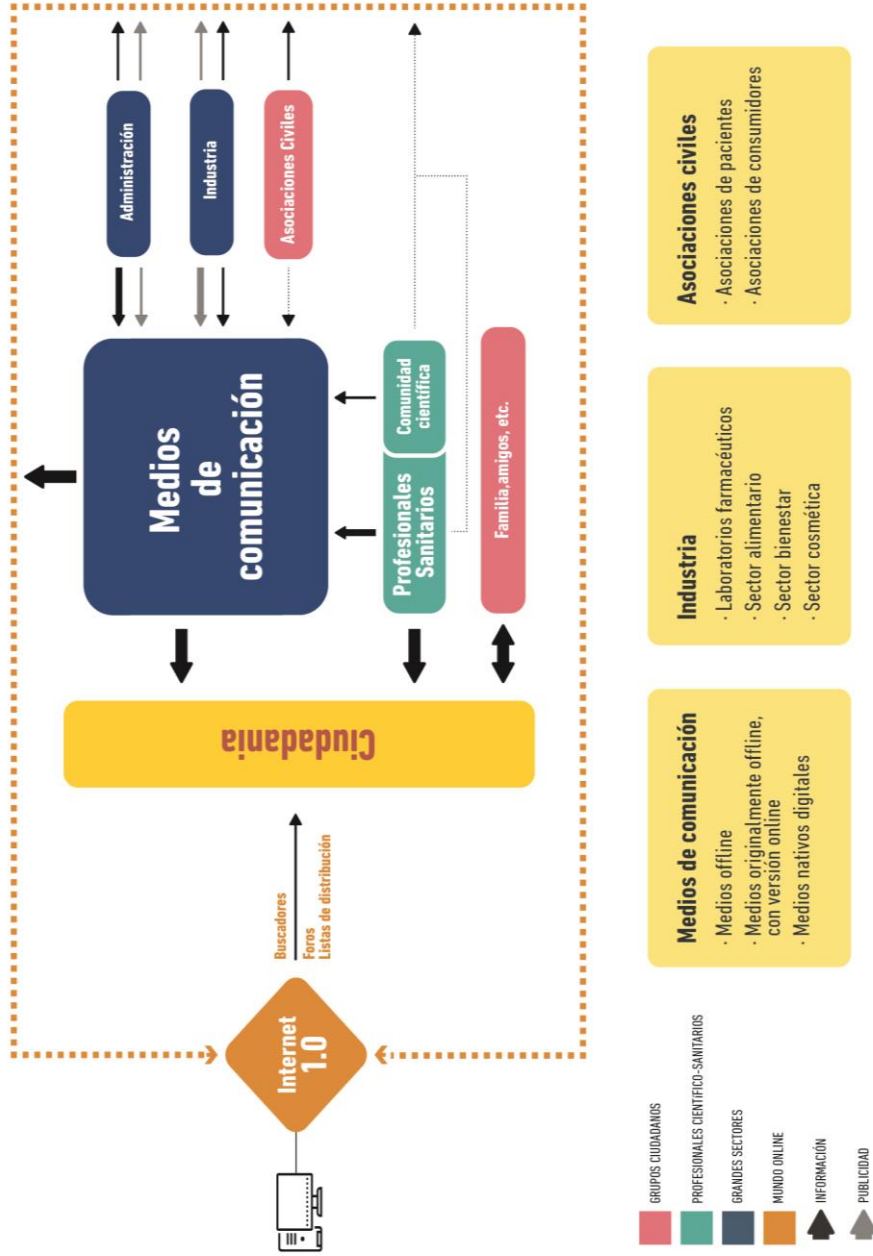 Internet
1.0
Buscadores
Foros
Listas de distribución
Ciudadania
Medios
de
comunicación
Administración
Industria
Asociaciones Civiles
Profesionales
Sanitarios
Comunidad
científica
Familia,amigos, etc.
GRUPOS CIUDADANOS
PROFESIONALES CIENTÍFICO-SANITARIOS
GRANDES SECTORES
MUNDO ONLINE
INFORMACIÓN
PUBLICIDAD
Medios de comunicación
· Medios offline
· Medios originalmente offline,
con versión online
· Medios nativos digitales
Industria
· Laboratorios farmacéuticos
· Sector alimentario
· Sector bienestar
· Sector cosmética
Asociaciones civiles
· Asociaciones de pacientes
· Asociaciones de consumidores